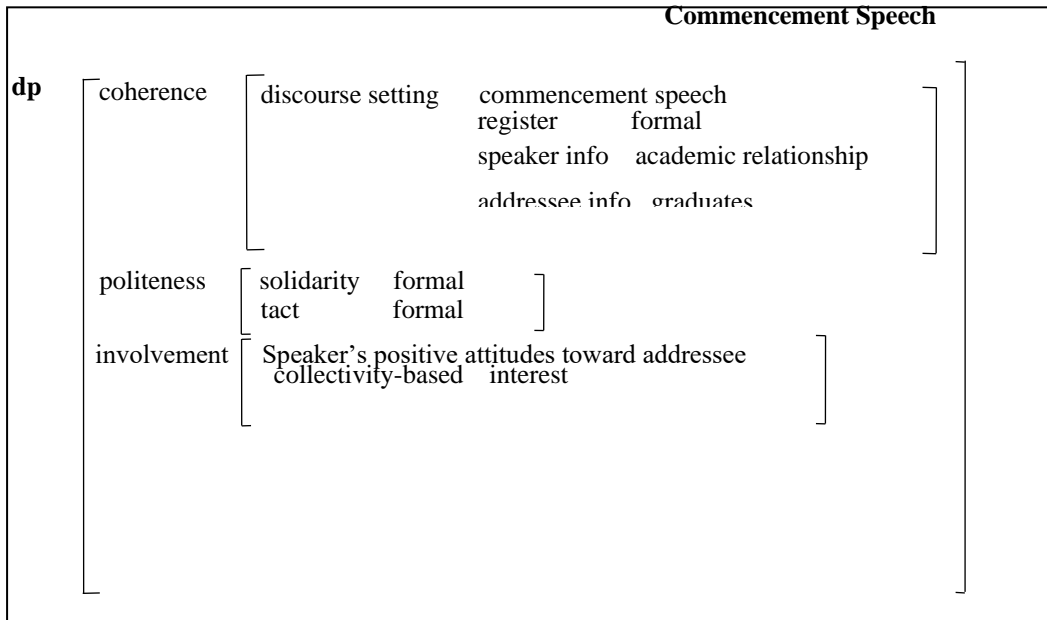 Commencement Speech
dp coherence discourse setting commencement speech
register formal
speaker info academic relationship
addressee info graduates
politeness solidarity formal
tact formal
involvement Speaker's positive attitudes toward addressee
collectivity-based interest